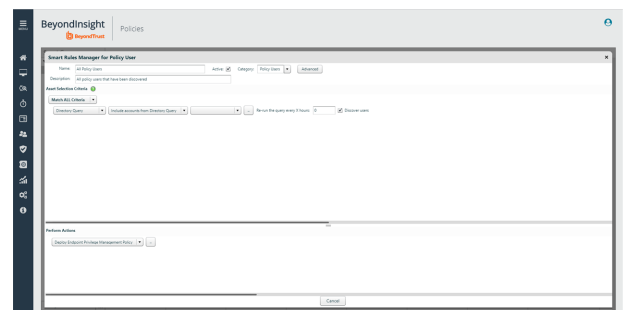 BeyondInsight
BeyondTrust
Policies
MENU
Smart Rules Manager for Policy User
Name All Policy Users Active: Category: Policy Users Advanced
Description All policy users that have been discovered
Asset Selection Criteria
Match ALL Criteria
Directory Query Include accounts from Directory Query ... Re-run the query every X hours: 0 Discover users
Perform Actions
Deploy Endpoint Privilege Management Policy ...
Cancel